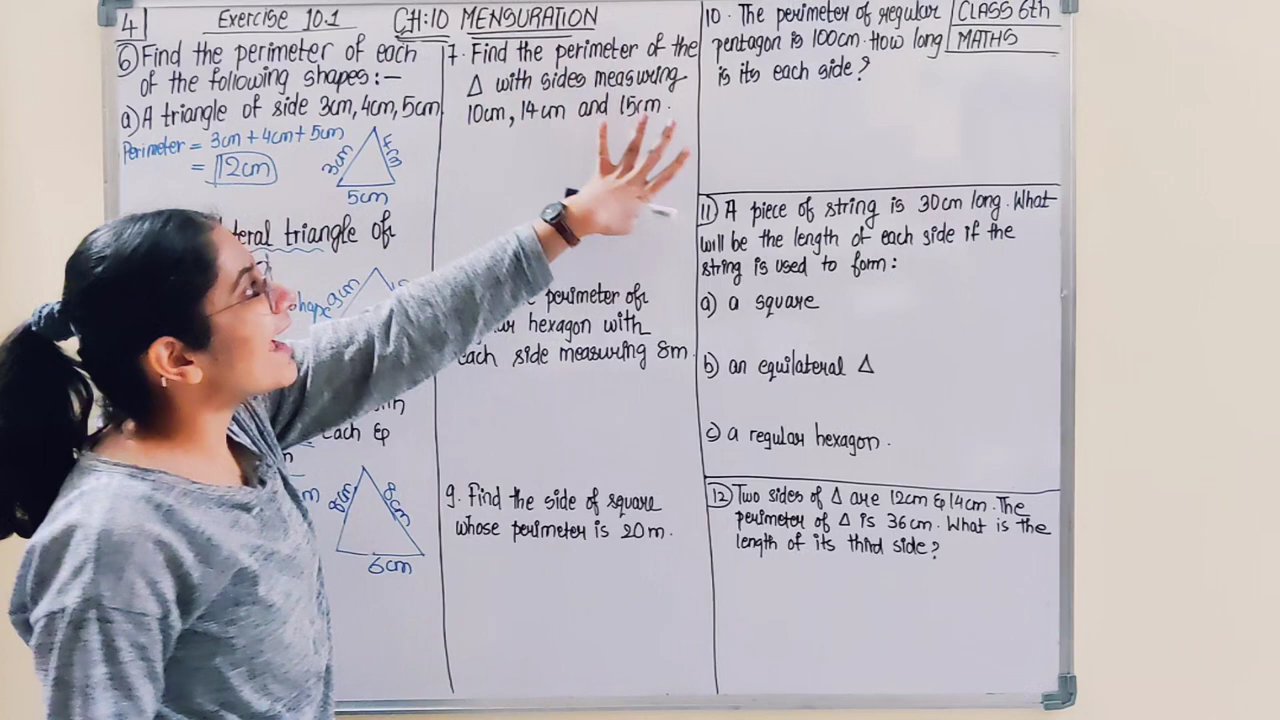 4
Exercise 10.1
CH:10 MENSURATION
CLASS 6th
MATHS
6 Find the perimeter of each
of the following shapes:-
a) A triangle of side 3cm, 4cm, 5cm
Perimeter = 3cm + 4cm + 5cm
= 12cm
3cm
4cm
5cm
triangle of
9cm
each &
8cm
8cm
6cm
7. Find the perimeter of the
Δ with sides measuring
10cm, 14cm and 15cm.
perimeter of
hexagon with
each side measuring 8m.
9. Find the side of square
whose perimeter is 20m.
10. The perimeter of regular
pentagon is 100cm. How long
is its each side?
11) A piece of string is 30cm long. What
will be the length of each side if the
string is used to form:
a) a square
b) an equilateral Δ
c) a regular hexagon.
12) Two sides of Δ are 12cm & 14cm. The
perimeter of Δ is 36cm. What is the
length of its third side?